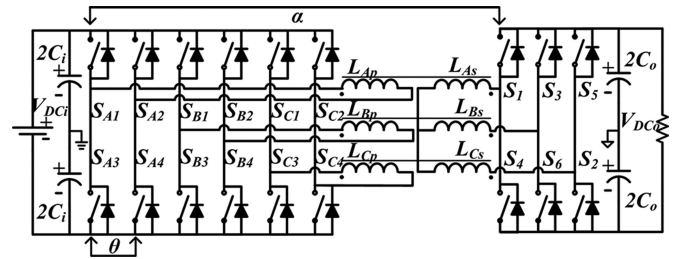 α
2Ci 2Co
LAp LAs
+ + 
SA1 SA2 SB1 SB2 SC1 SC2 S1 S3 S5
- -
VDCi + LBp LBs VDCo
SA3 SA4 SB3 SB4 SC3 SC4 S4 S6 S2
LCp LCs
+ +
- -
2Ci 2Co
θ